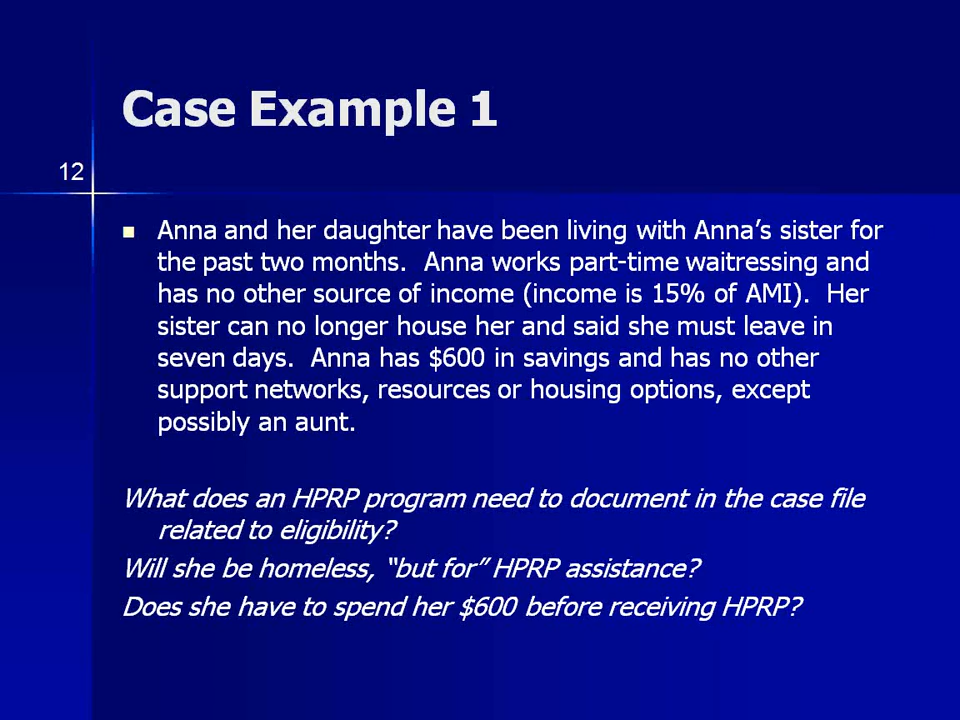 Case Example 1
12
■ Anna and her daughter have been living with Anna’s sister for
the past two months.  Anna works part-time waitressing and
has no other source of income (income is 15% of AMI).  Her
sister can no longer house her and said she must leave in
seven days.  Anna has $600 in savings and has no other
support networks, resources or housing options, except
possibly an aunt.
What does an HPRP program need to document in the case file
related to eligibility?
Will she be homeless, “but for” HPRP assistance?
Does she have to spend her $600 before receiving HPRP?